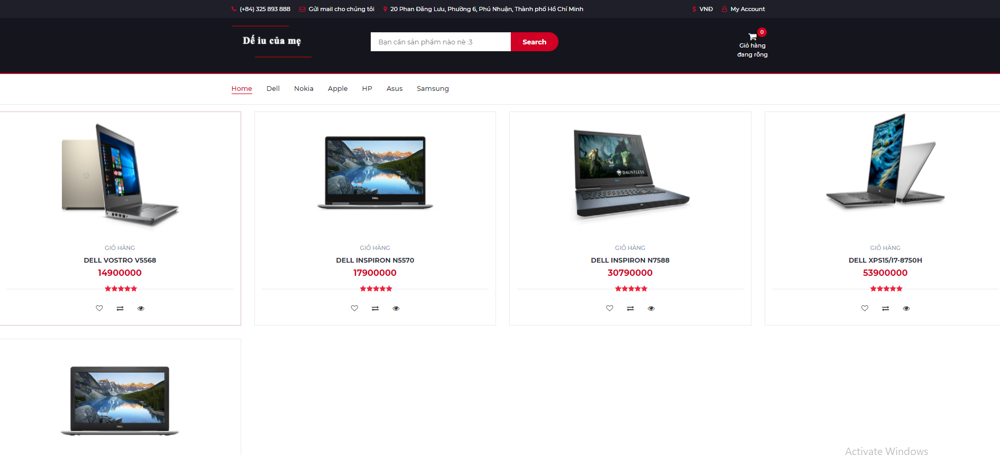 (+84) 325 893 888 Gửi mail cho chúng tôi 20 Phan Đăng Lưu, Phường 6, Phú Nhuận, Thành phố Hồ Chí Minh $ VNĐ My Account
Dế iu của mẹ
Bạn cần sản phẩm nào nè :3 Search
0
Giỏ hàng
đang rỗng
Home Dell Nokia Apple HP Asus Samsung
DAUNTLESS
DELL
GIỎ HÀNG GIỎ HÀNG GIỎ HÀNG GIỎ HÀNG
DELL VOSTRO V5568 DELL INSPIRON N5570 DELL INSPIRON N7588 DELL XPS15/I7-8750H
14900000 17900000 30790000 53900000
DELL
Activate Windows